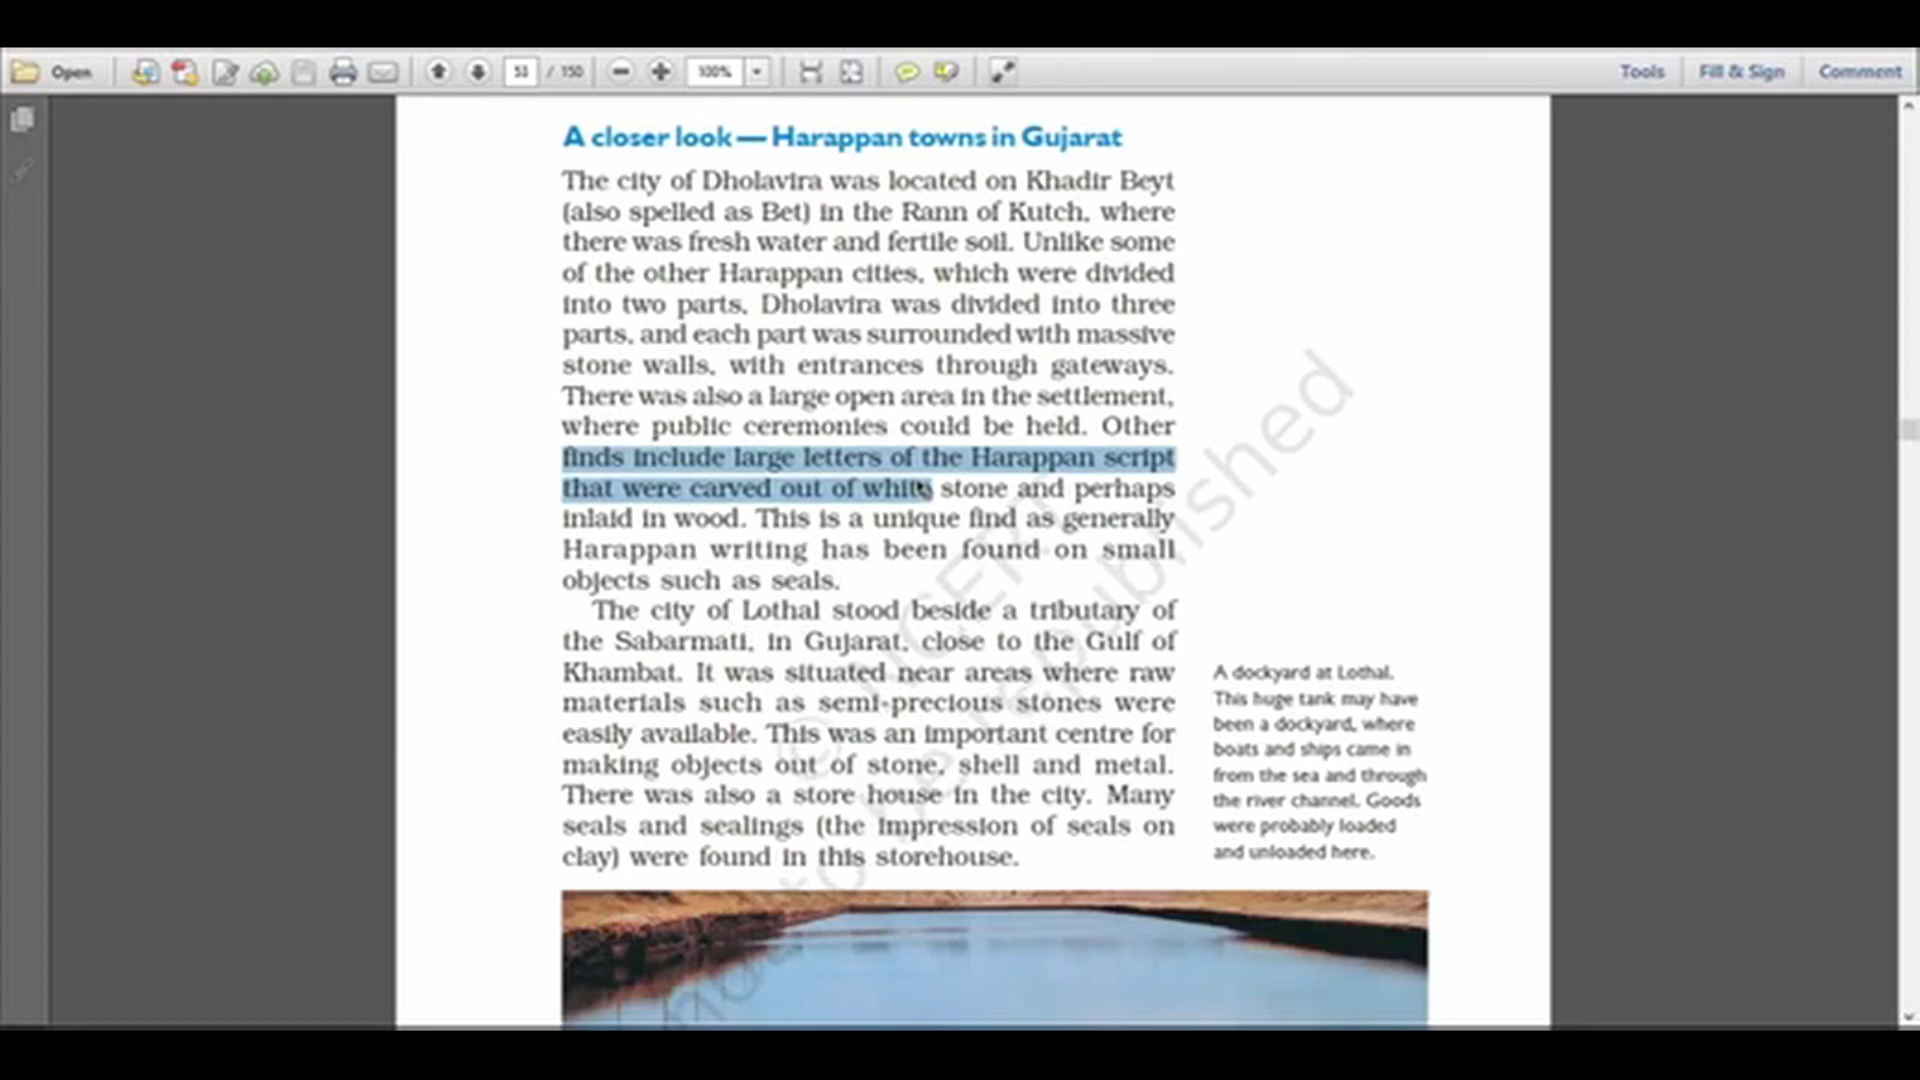 Open
53 / 150
100%
Tools
Fill & Sign
Comment
A closer look — Harappan towns in Gujarat
The city of Dholavira was located on Khadir Beyt
(also spelled as Bet) in the Rann of Kutch, where
there was fresh water and fertile soil. Unlike some
of the other Harappan cities, which were divided
into two parts, Dholavira was divided into three
parts, and each part was surrounded with massive
stone walls, with entrances through gateways.
There was also a large open area in the settlement,
where public ceremonies could be held. Other
finds include large letters of the Harappan script
that were carved out of white stone and perhaps
inlaid in wood. This is a unique find as generally
Harappan writing has been found on small
objects such as seals.
The city of Lothal stood beside a tributary of
the Sabarmati, in Gujarat, close to the Gulf of
Khambat. It was situated near areas where raw
materials such as semi-precious stones were
easily available. This was an important centre for
making objects out of stone, shell and metal.
There was also a store house in the city. Many
seals and sealings (the impression of seals on
clay) were found in this storehouse.
A dockyard at Lothal.
This huge tank may have
been a dockyard, where
boats and ships came in
from the sea and through
the river channel. Goods
were probably loaded
and unloaded here.
© NCERT
not to be republished